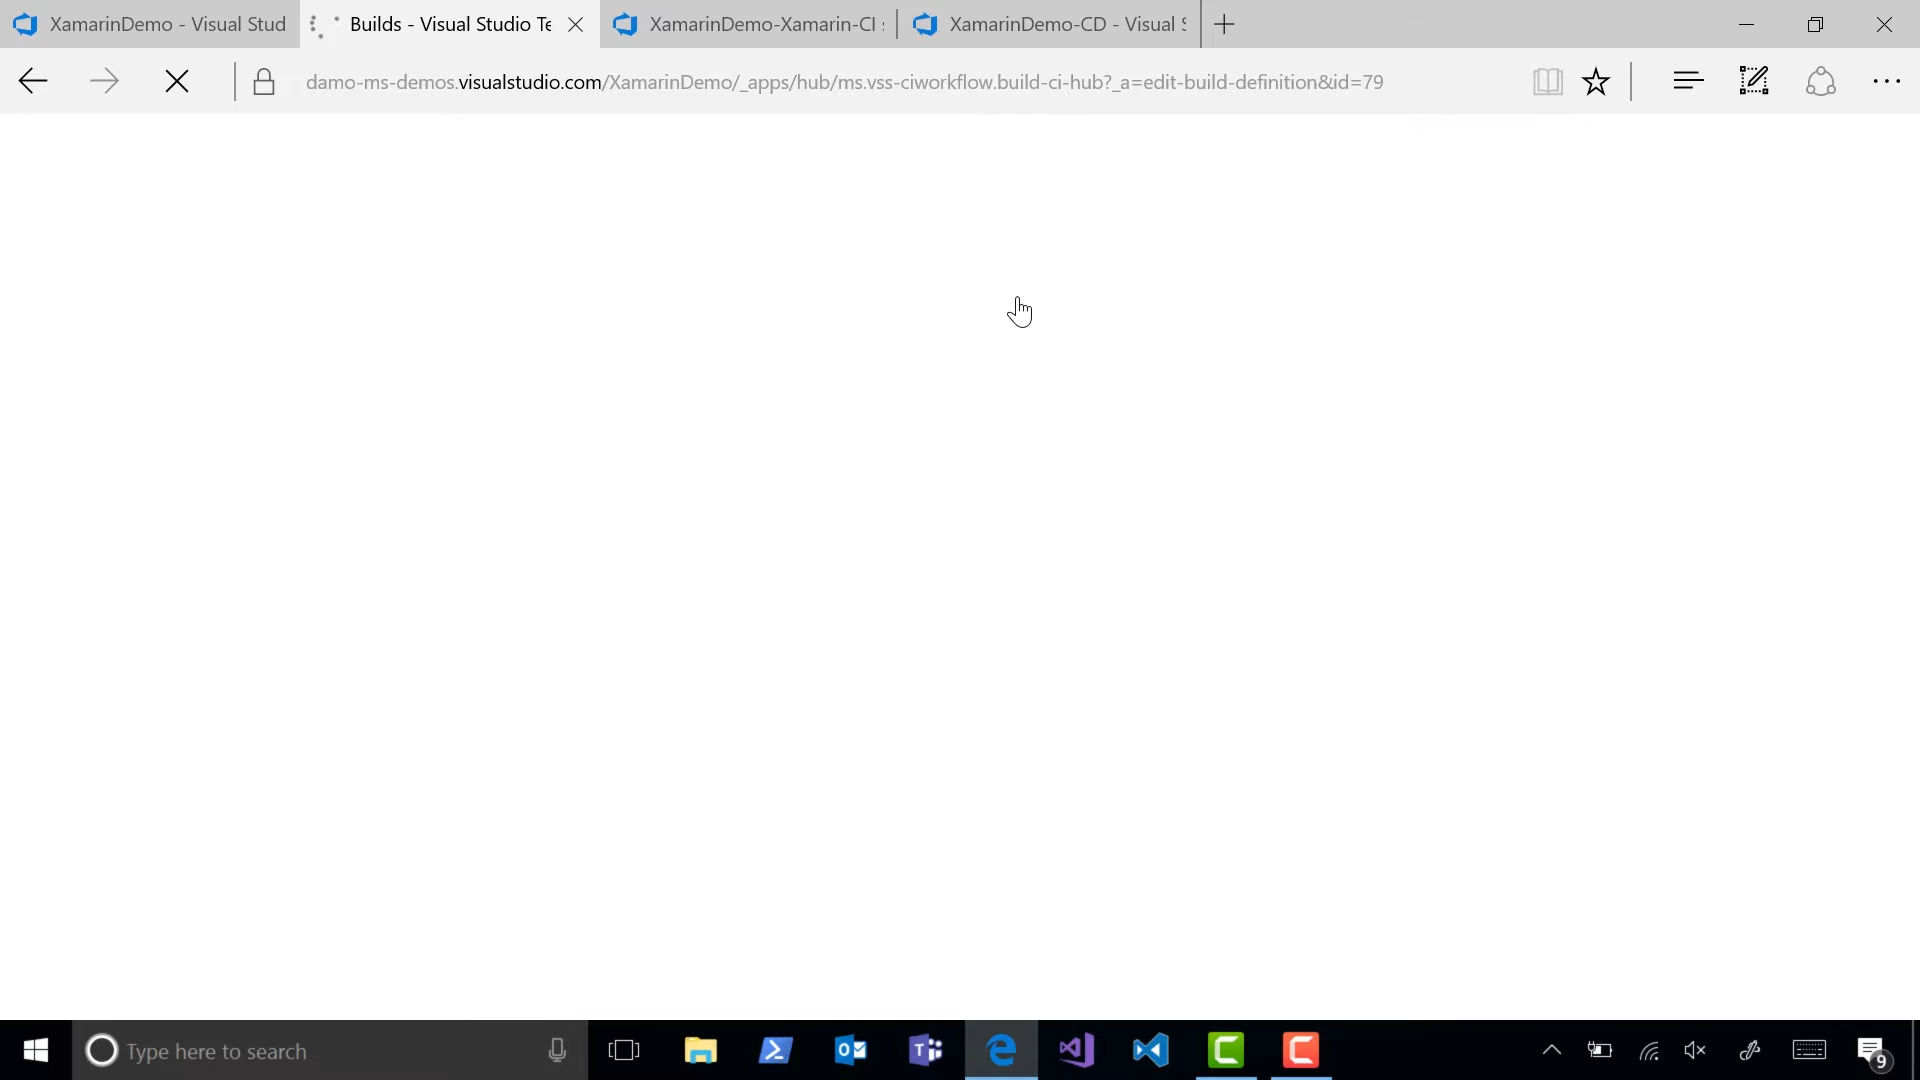 XamarinDemo - Visual Stud
Builds - Visual Studio Te
XamarinDemo-Xamarin-CI
XamarinDemo-CD - Visual S
damo-ms-demos.visualstudio.com/XamarinDemo/_apps/hub/ms.vss-ciworkflow.build-ci-hub?_a=edit-build-definition&id=79
Type here to search
9